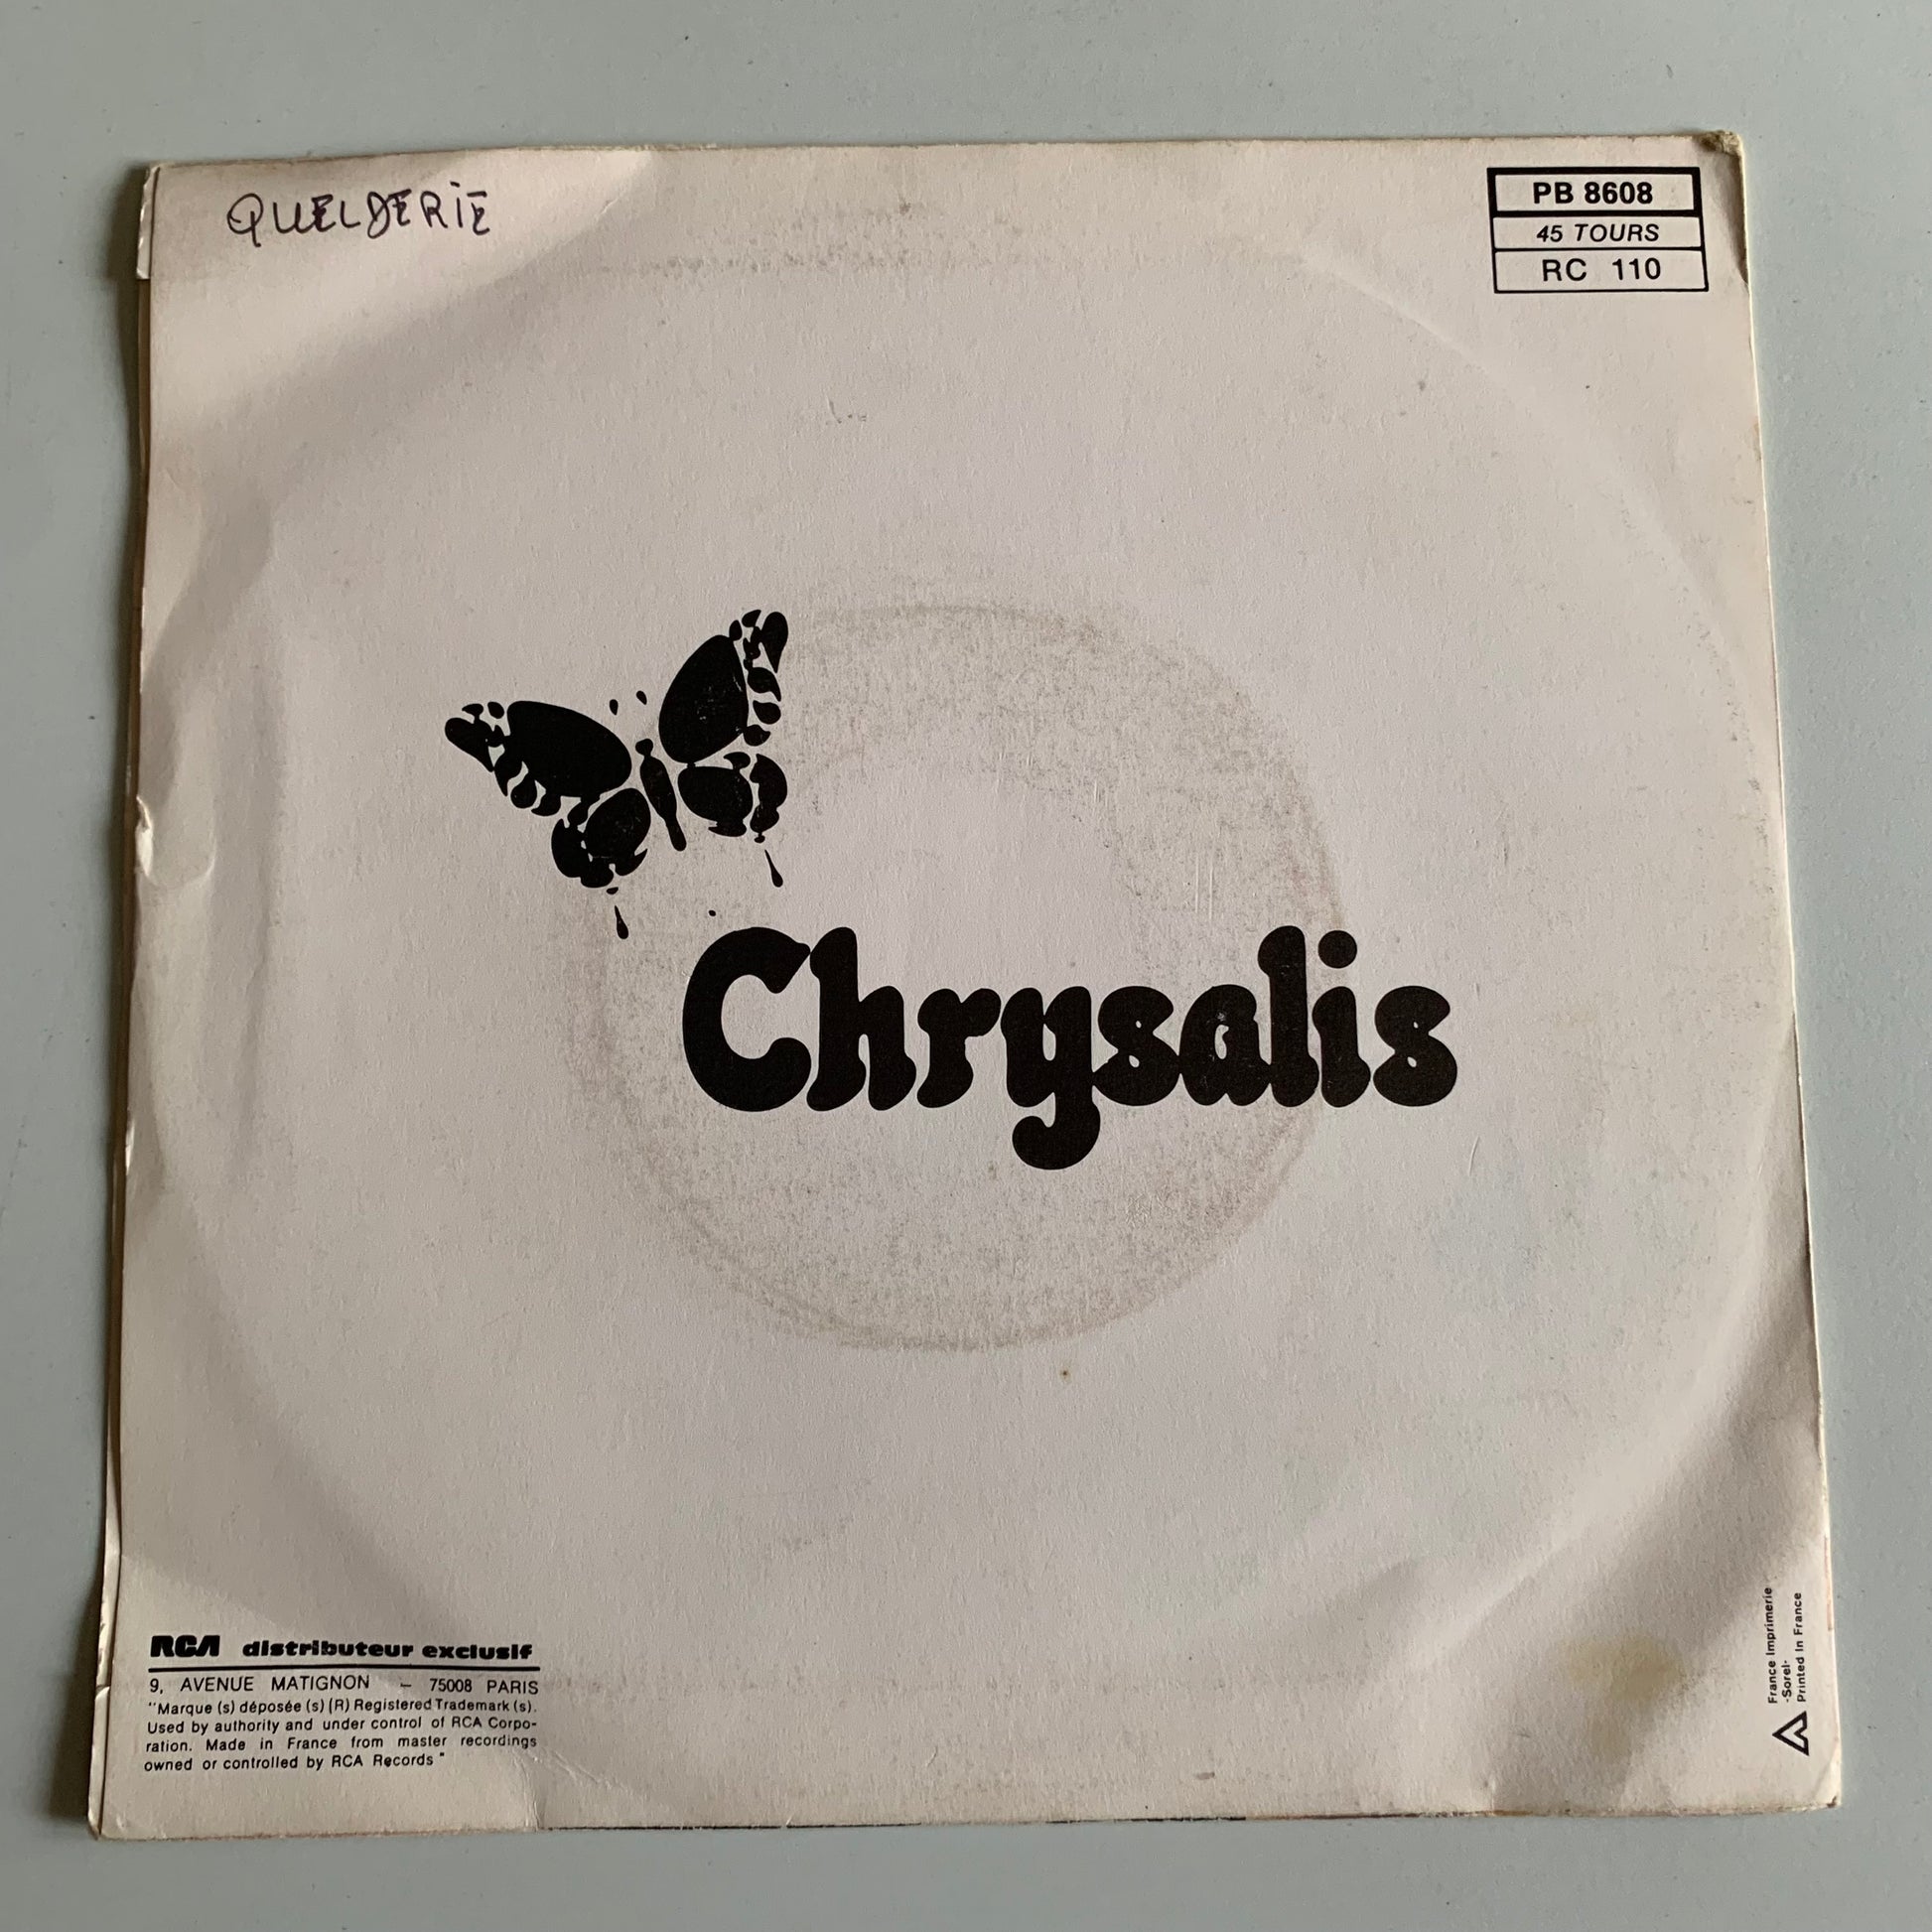 QUELDERIE
PB 8608
45 TOURS
RC 110
Chrysalis
RCA distributeur exclusif
9, AVENUE MATIGNON – 75008 PARIS
"Marque (s) déposée (s) (R) Registered Trademark (s).
Used by authority and under control of RCA Corpo-
ration. Made in France from master recordings
owned or controlled by RCA Records"
France Imprimerie
-Sorel-
Printed In France